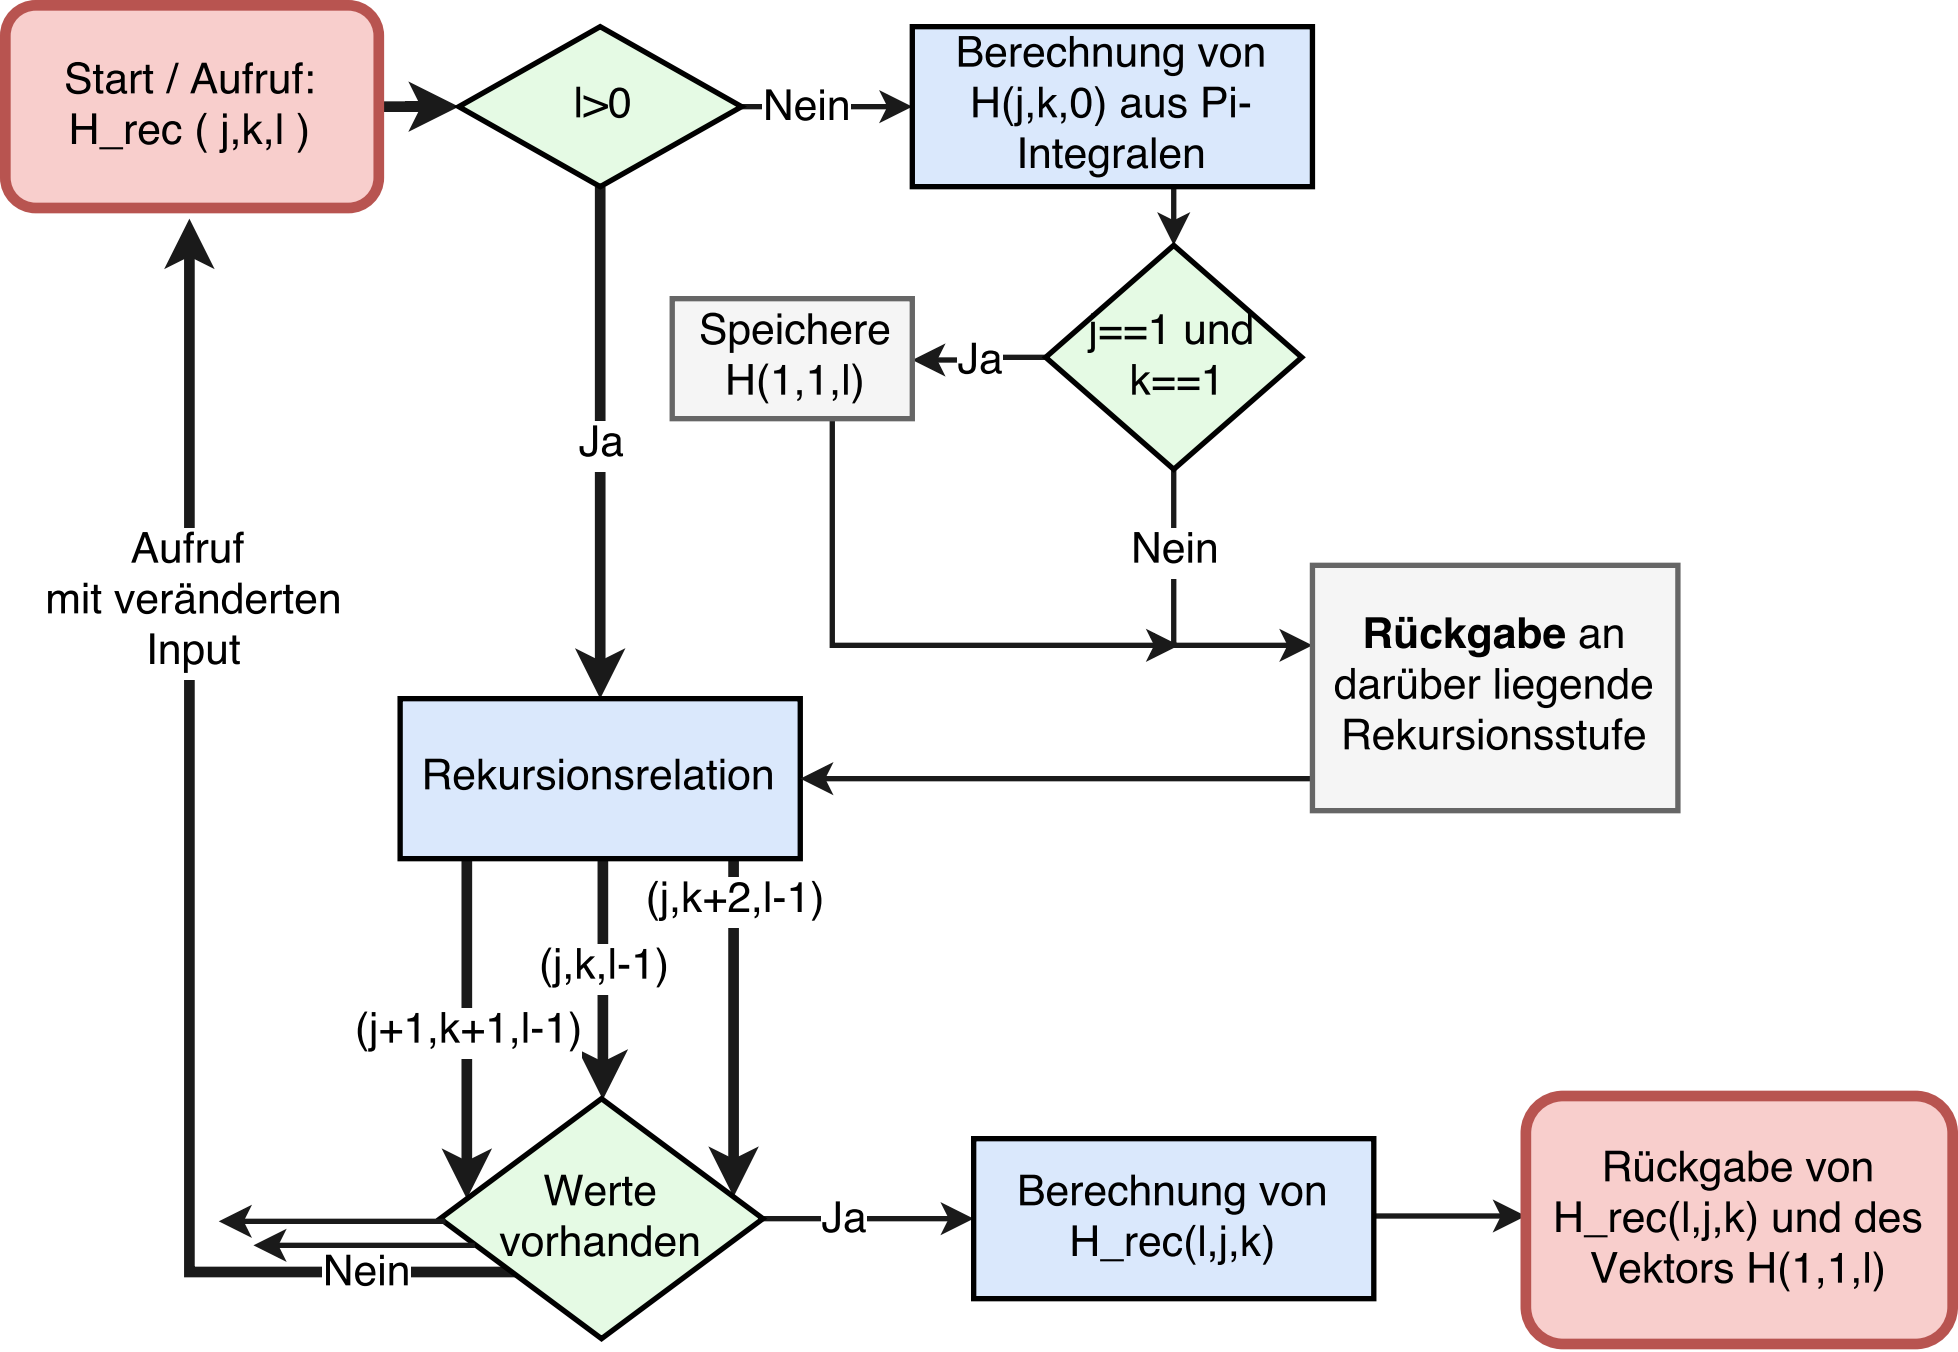 Start / Aufruf:
H_rec ( j,k,l )
l>0
Nein
Berechnung von
H(j,k,0) aus Pi-
Integralen
j==1 und
k==1
Ja
Speichere
H(1,1,l)
Ja
Nein
Aufruf
mit veränderten
Input
Rückgabe an
darüber liegende
Rekursionsstufe
Rekursionsrelation
(j,k+2,l-1)
(j,k,l-1)
(j+1,k+1,l-1)
Werte
vorhanden
Nein
Ja
Berechnung von
H_rec(l,j,k)
Rückgabe von
H_rec(l,j,k) und des
Vektors H(1,1,l)